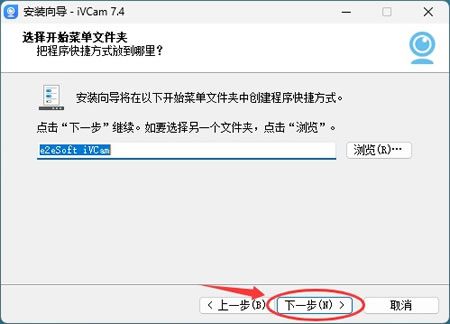 安装向导 - iVCam 7.4
选择开始菜单文件夹
把程序快捷方式放到哪里？
安装向导将在以下开始菜单文件夹中创建程序快捷方式。
点击“下一步”继续。如要选择另一个文件夹，点击“浏览”。
e2eSoft iVCam
浏览(R)…
< 上一步(B)
下一步(N) >
取消